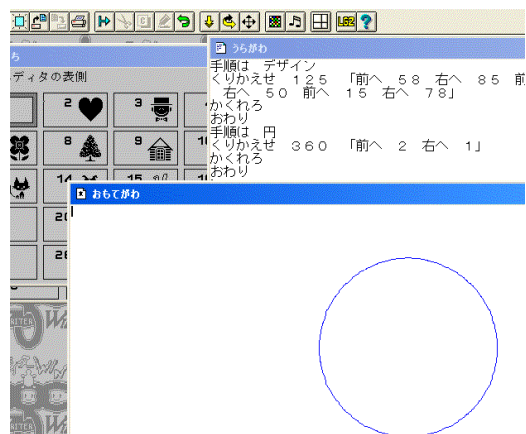 うらがわ
手順は デザイン
くりかえせ 125 「前へ 58 右へ 85 前
右へ 50 前へ 15 右へ 78」
かくれろ
おわり
手順は 円
くりかえせ 360 「前へ 2 右へ 1」
かくれろ
おわり
ち
ディタの表側
2
3
8
9
10
14
15
おもてがわ
20
26